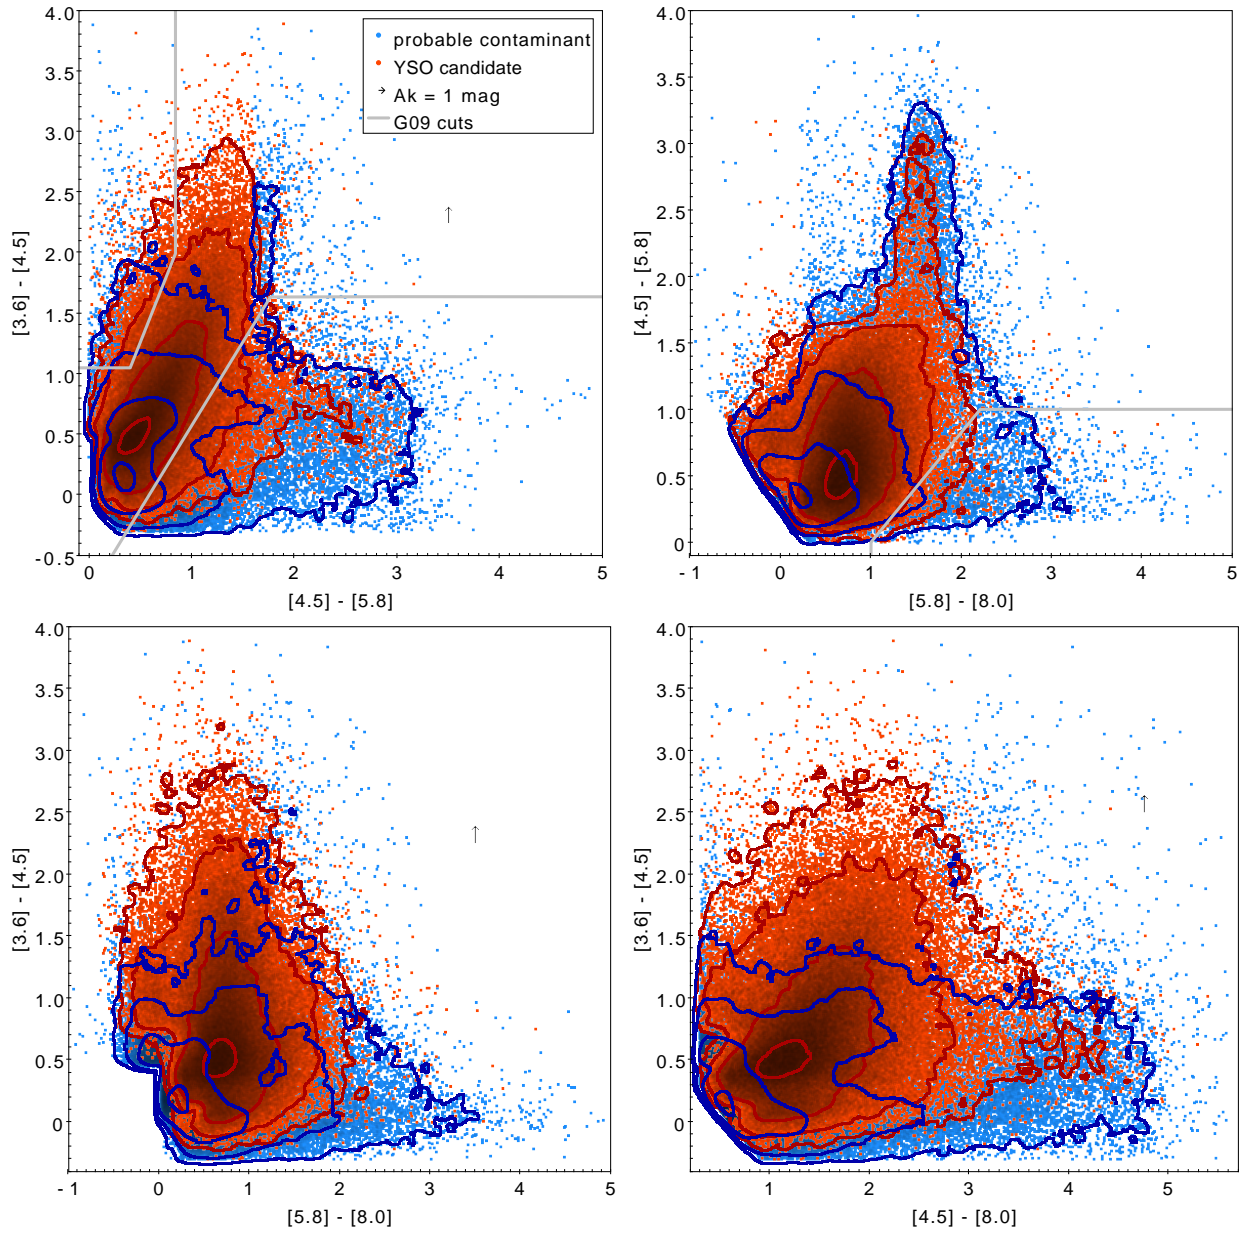 4.0
3.5
3.0
2.5
2.0
1.5
1.0
0.5
0
-0.5
[3.6] - [4.5]
0 1 2 3 4 5
[4.5] - [5.8]
probable contaminant
YSO candidate
Ak = 1 mag
G09 cuts
4.0
3.5
3.0
2.5
2.0
1.5
1.0
0.5
0
[4.5] - [5.8]
-1 0 1 2 3 4 5
[5.8] - [8.0]
4.0
3.5
3.0
2.5
2.0
1.5
1.0
0.5
0
[3.6] - [4.5]
-1 0 1 2 3 4 5
[5.8] - [8.0]
4.0
3.5
3.0
2.5
2.0
1.5
1.0
0.5
0
[3.6] - [4.5]
1 2 3 4 5
[4.5] - [8.0]